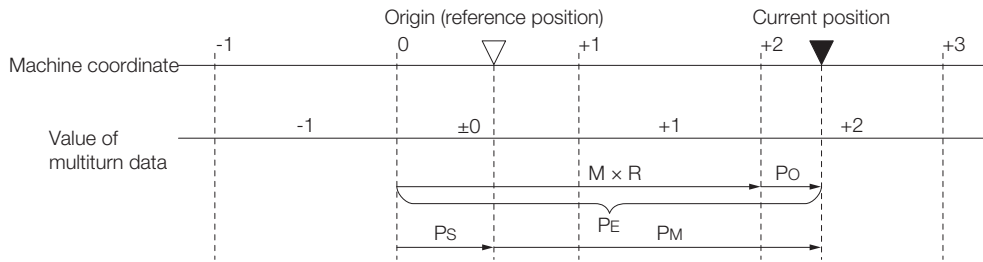 Origin (reference position) Current position
-1 0 +1 +2 +3
Machine coordinate
-1 ±0 +1 +2
Value of
multiturn data
M × R PO
PE
PS PM